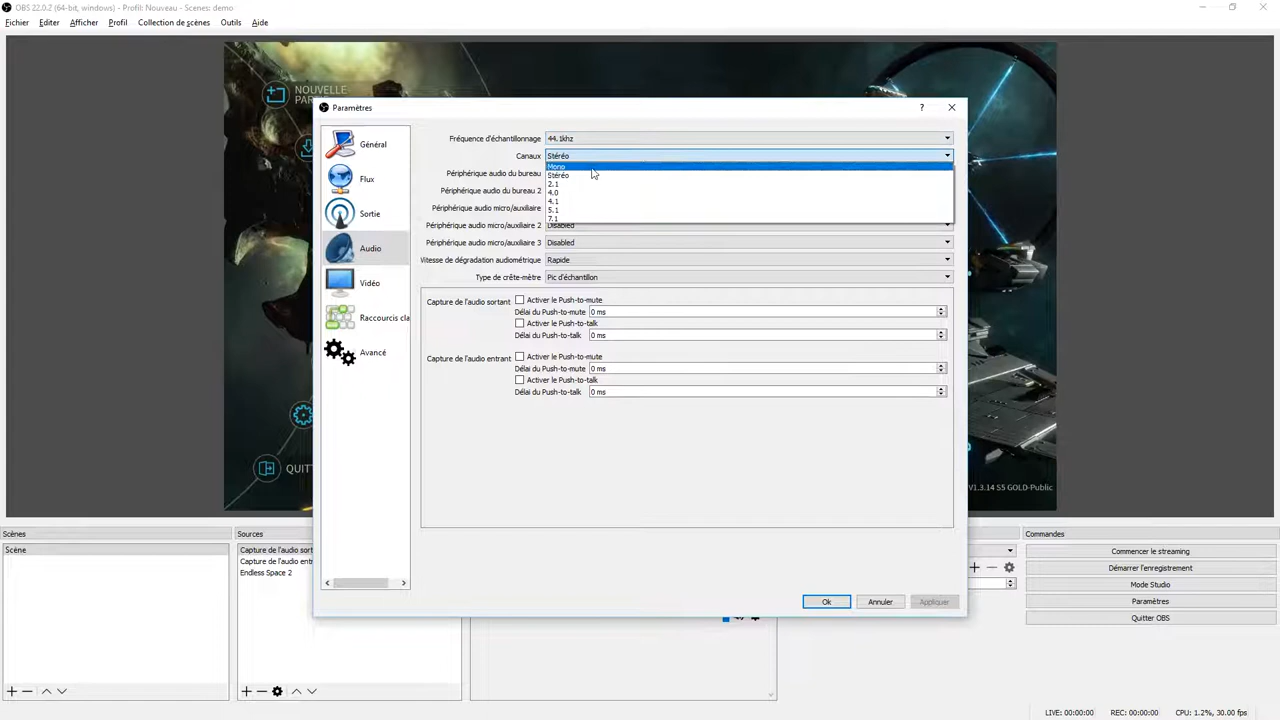 OBS 22.0.2 (64-bit, windows) - Profil: Nouveau - Scenes: demo
Fichier Editer Afficher Profil Collection de scènes Outils Aide
NOUVELLE
PAR
Paramètres
? ×
Général
Flux
Sortie
Audio
Vidéo
Raccourcis cla
Avancé
Fréquence d'échantillonnage 44.1khz
Canaux Stéréo
Mono
Stéréo
2.1
4.0
4.1
5.1
7.1
Périphérique audio du bureau
Périphérique audio du bureau 2
Périphérique audio micro/auxiliaire
Périphérique audio micro/auxiliaire 2 Disabled
Périphérique audio micro/auxiliaire 3 Disabled
Vitesse de dégradation audiométrique Rapide
Type de crête-mètre Pic d'échantillon
Capture de l'audio sortant
Activer le Push-to-mute
Délai du Push-to-mute 0 ms
Activer le Push-to-talk
Délai du Push-to-talk 0 ms
Capture de l'audio entrant
Activer le Push-to-mute
Délai du Push-to-mute 0 ms
Activer le Push-to-talk
Délai du Push-to-talk 0 ms
QUIT
V1.3.14 S5 GOLD-Public
Ok Annuler Appliquer
Scènes
Scène
Sources
Capture de l'audio sort
Capture de l'audio entr
Endless Space 2
Commandes
Commencer le streaming
Démarrer l'enregistrement
Mode Studio
Paramètres
Quitter OBS
LIVE: 00:00:00 REC: 00:00:00 CPU: 1.2%, 30.00 fps